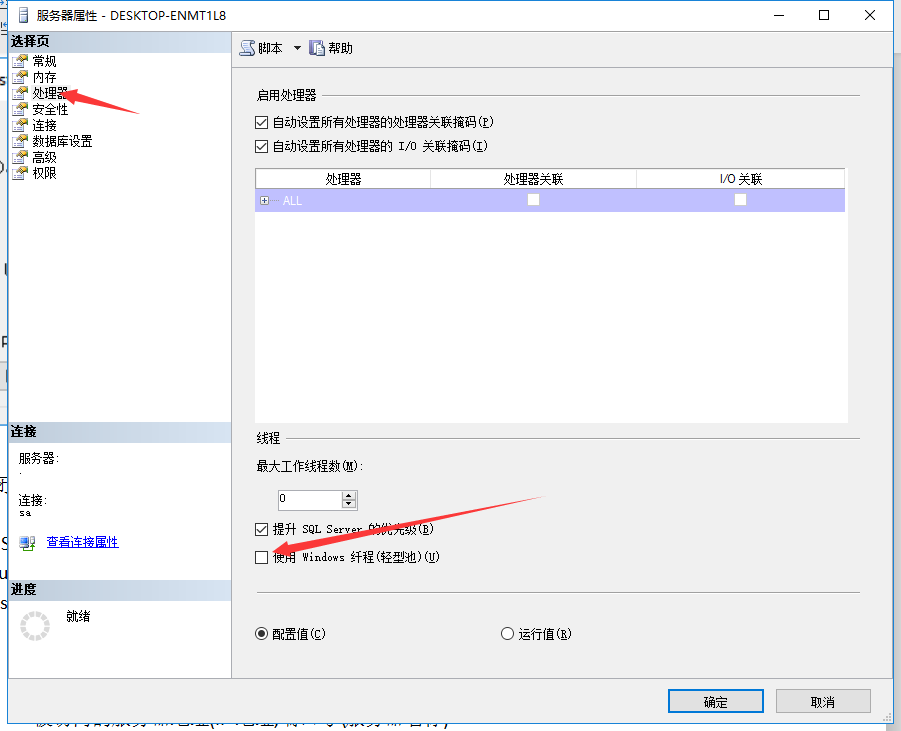 服务器属性 - DESKTOP-ENMT1L8
选择页
常规
内存
处理器
安全性
连接
数据库设置
高级
权限
连接
服务器:
.
连接:
sa
查看连接属性
进度
就绪
脚本
帮助
启用处理器
自动设置所有处理器的处理器关联掩码(P)
自动设置所有处理器的 I/O 关联掩码(I)
处理器 处理器关联 I/O 关联
ALL
线程
最大工作线程数(M):
0
提升 SQL Server 的优先级(B)
使用 Windows 纤程(轻型池)(U)
配置值(C) 运行值(R)
确定 取消